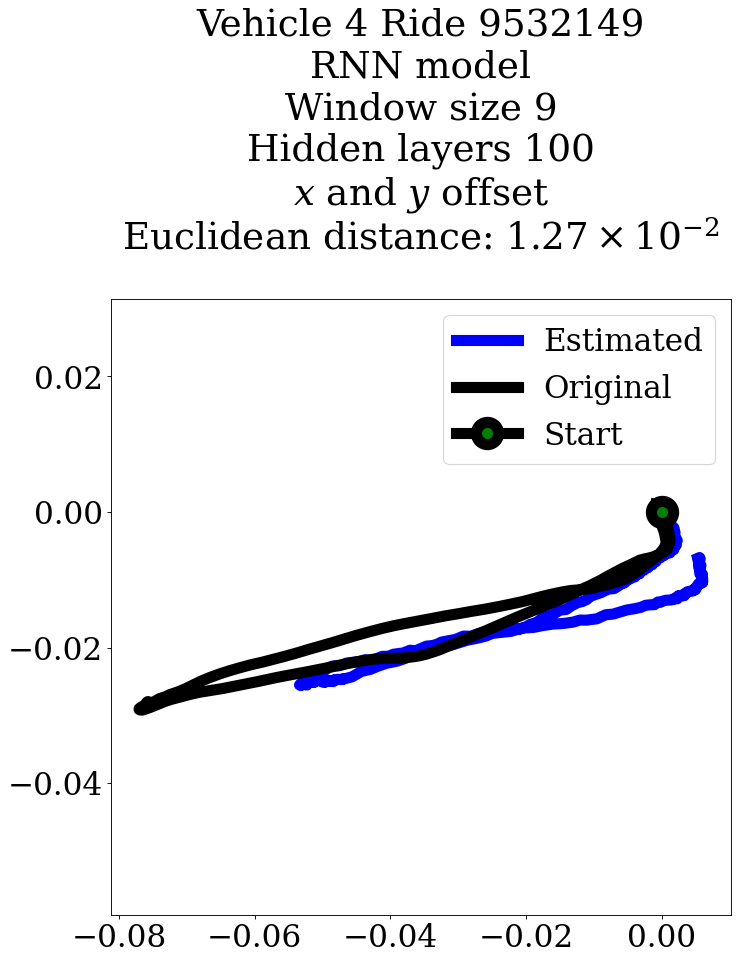 Vehicle 4 Ride 9532149
RNN model
Window size 9
Hidden layers 100
x and y offset
Euclidean distance: 1.27 × 10⁻²
Estimated
Original
Start
0.02
0.00
−0.02
−0.04
−0.08
−0.06
−0.04
−0.02
0.00